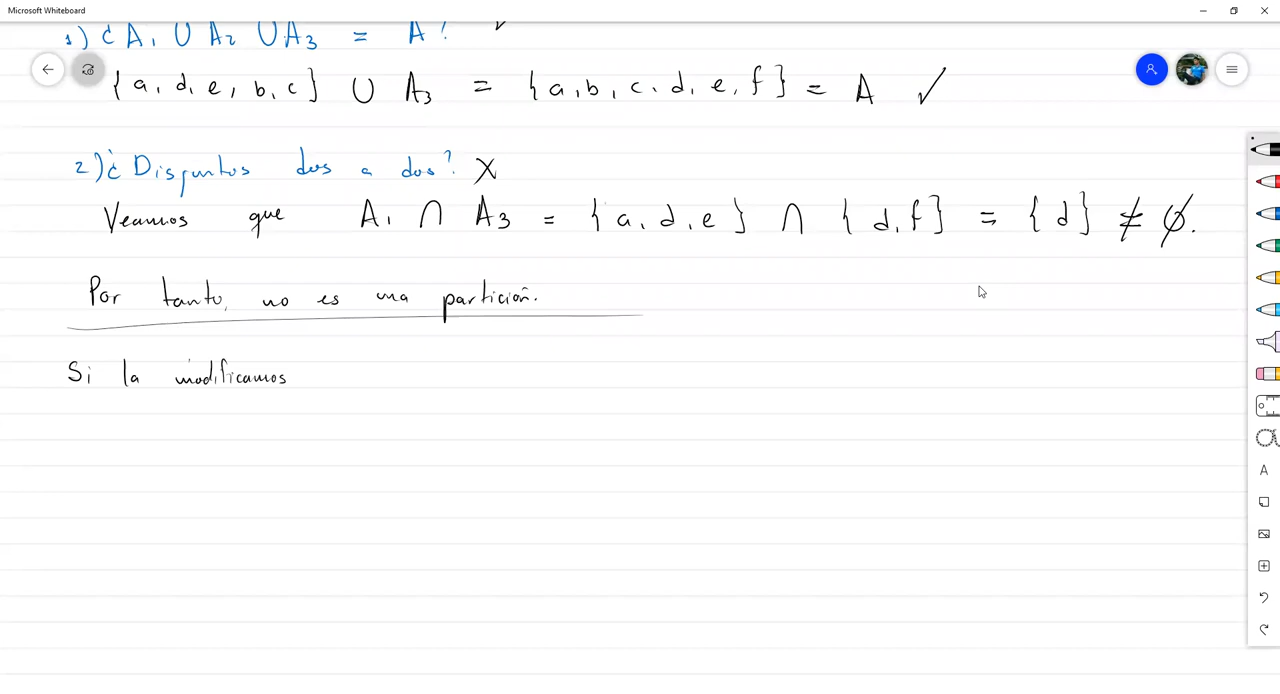 Microsoft Whiteboard
1) ¿ A₁ ∪ A₂ ∪ A₃ = A? ✓
{a, d, e, b, c} ∪ A₃ = {a, b, c, d, e, f} = A ✓
2) ¿ Disjuntos dos a dos? X
Veamos que A₁ ∩ A₃ = {a, d, e} ∩ {d, f} = {d} ≠ ∅.
Por tanto, no es una partición.
Si la modificamos
A